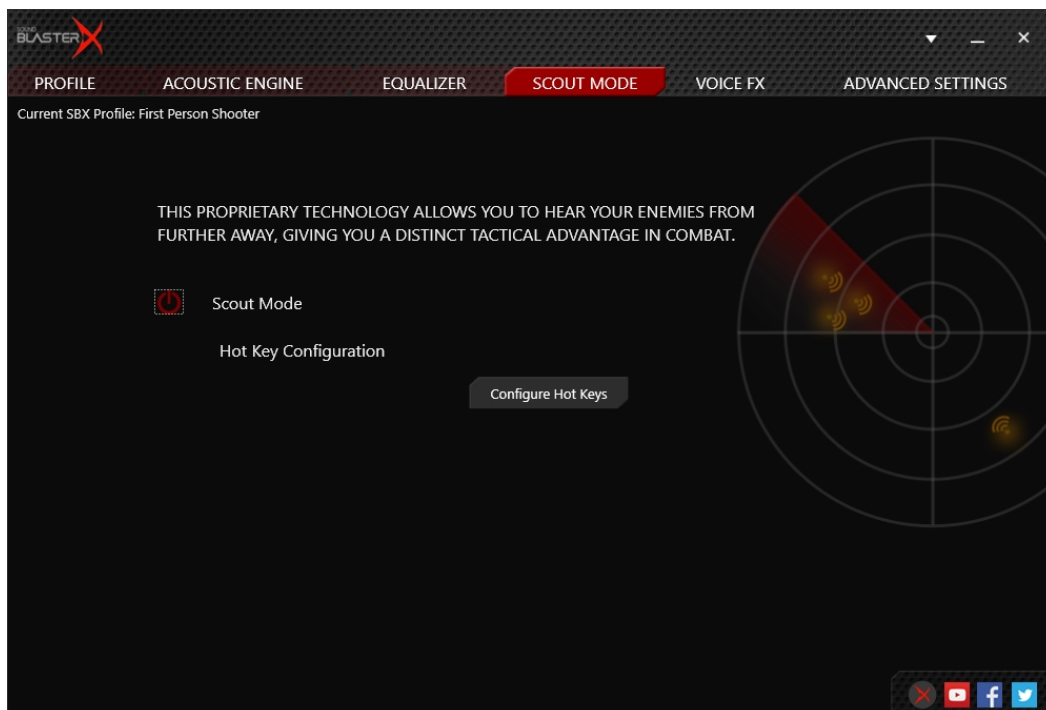 SOUND
BLASTERX
PROFILE ACOUSTIC ENGINE EQUALIZER SCOUT MODE VOICE FX ADVANCED SETTINGS
Current SBX Profile: First Person Shooter
THIS PROPRIETARY TECHNOLOGY ALLOWS YOU TO HEAR YOUR ENEMIES FROM
FURTHER AWAY, GIVING YOU A DISTINCT TACTICAL ADVANTAGE IN COMBAT.
Scout Mode
Hot Key Configuration
Configure Hot Keys